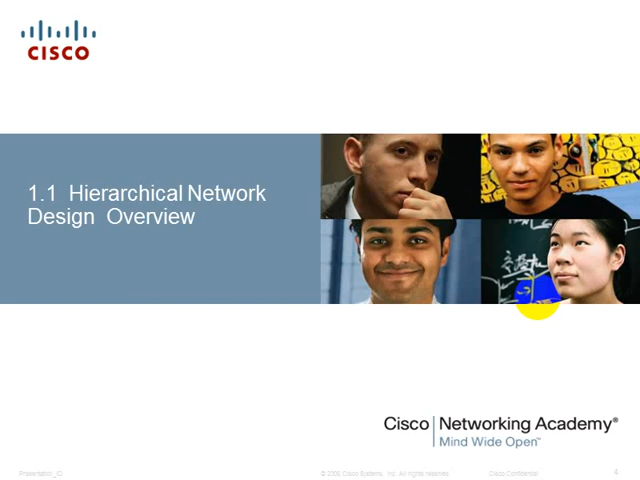 CISCO
1.1 Hierarchical Network
Design Overview
Cisco Networking Academy®
Mind Wide Open™
Presentation_ID
© 2008 Cisco Systems, Inc. All rights reserved.
Cisco Confidential
4